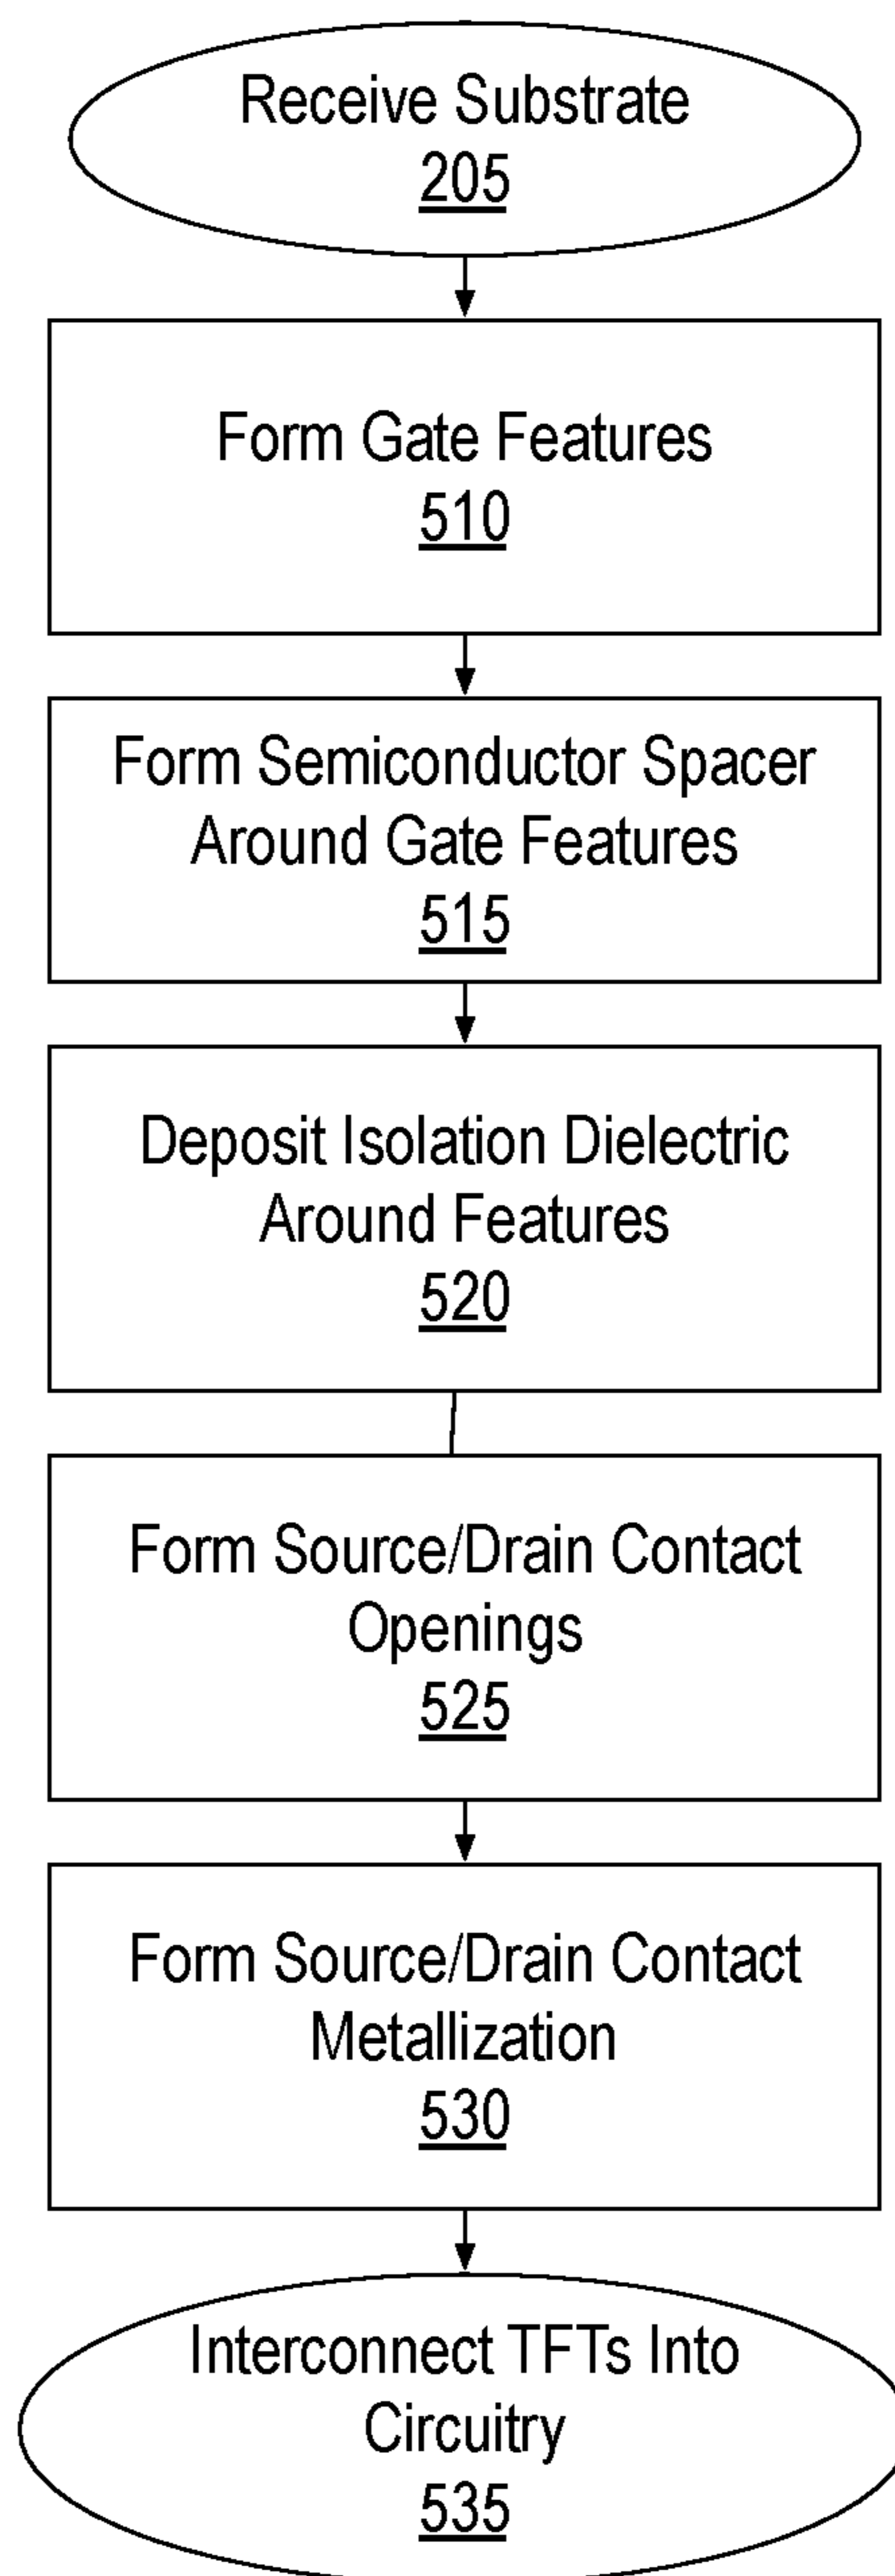 Receive Substrate
205
Form Gate Features
510
Form Semiconductor Spacer
Around Gate Features
515
Deposit Isolation Dielectric
Around Features
520
Form Source/Drain Contact
Openings
525
Form Source/Drain Contact
Metallization
530
Interconnect TFTs Into
Circuitry
535